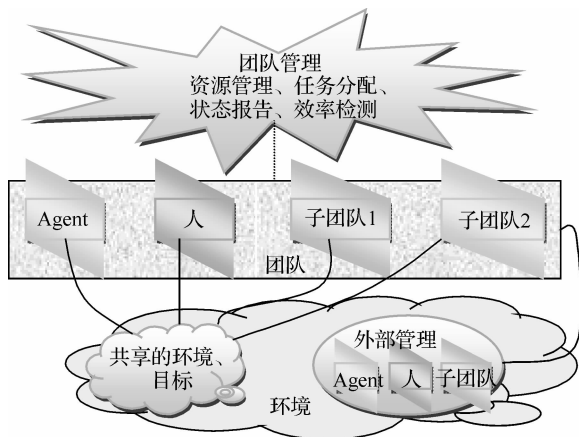 团队管理
资源管理、任务分配、
状态报告、效率检测
Agent
人
子团队1
子团队2
团队
共享的环境、
目标
外部管理
Agent
人
子团队
环境